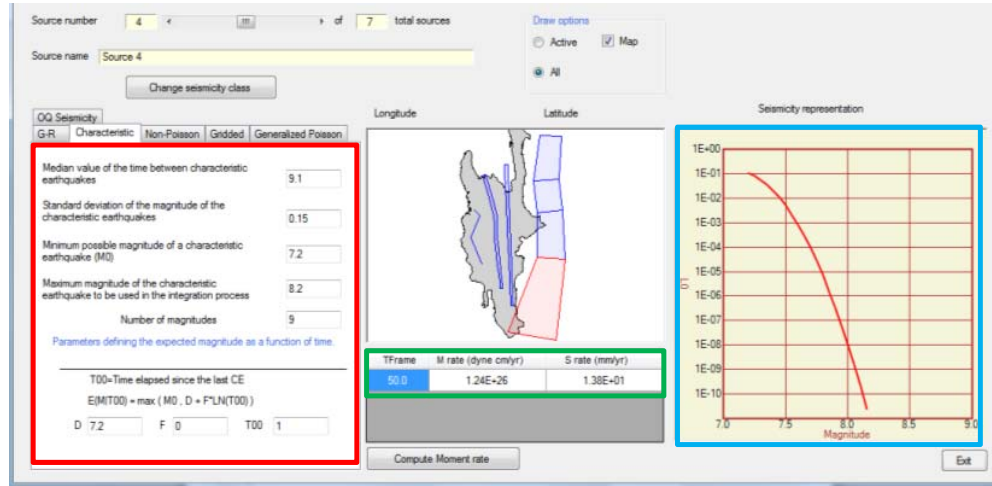 Source number 4 of 7 total sources
Draw options
Active Map
Source name Source 4
All
Change seismicity class
OQ Seismicity
G-R Characteristic Non-Poisson Gridded Generalized Poisson
Median value of the time between characteristic
earthquakes 9.1
Standard deviation of the magnitude of the
characteristic earthquakes 0.15
Minimum possible magnitude of a characteristic
earthquake (M0) 7.2
Maximum magnitude of the characteristic
earthquake to be used in the integration process 8.2
Number of magnitudes 9
Parameters defining the expected magnitude as a function of time.
T00=Time elapsed since the last CE
E(M|T00) = max ( M0 , D + F*LN(T00) )
D 7.2 F 0 T00 1
Longitude Latitude
TFrame M rate (dyne cm/yr) S rate (mm/yr)
50.0 1.24E+26 1.38E+01
Compute Moment rate
Seismicity representation
1E+00
1E-01
1E-02
1E-03
1E-04
1E-05
1E-06
1E-07
1E-08
1E-09
1E-10
7.0 7.5 8.0 8.5 9.0
Magnitude
Exit